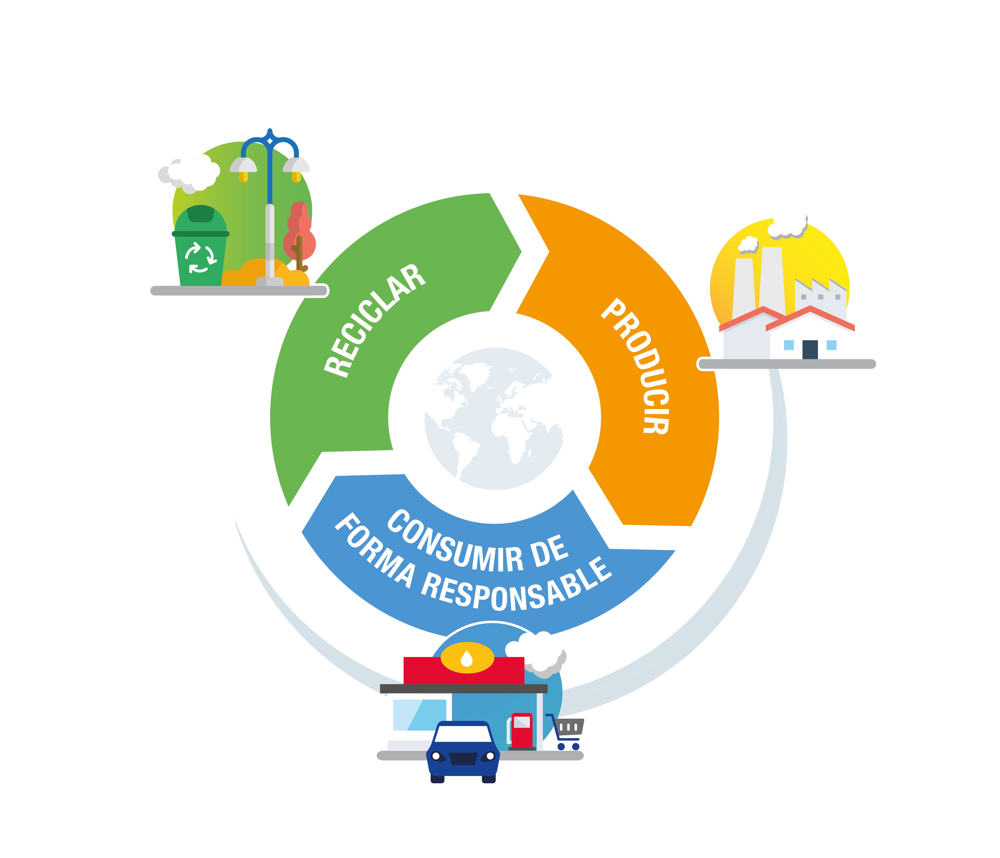 RECICLAR
PRODUCIR
CONSUMIR DE
FORMA RESPONSABLE